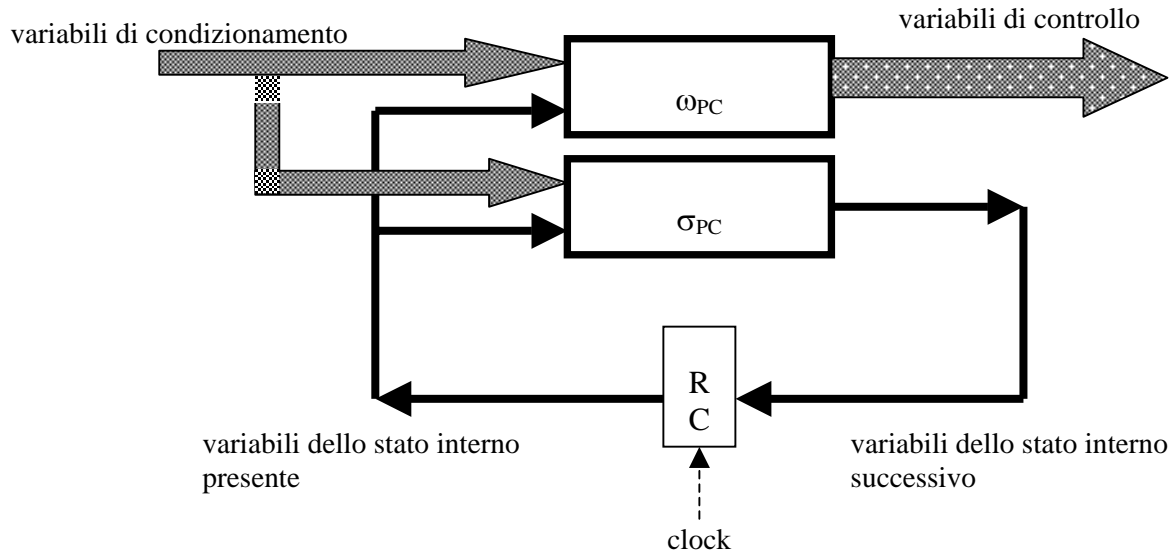 variabili di condizionamento
variabili di controllo
ωPC
σPC
R
C
variabili dello stato interno
presente
variabili dello stato interno
successivo
clock